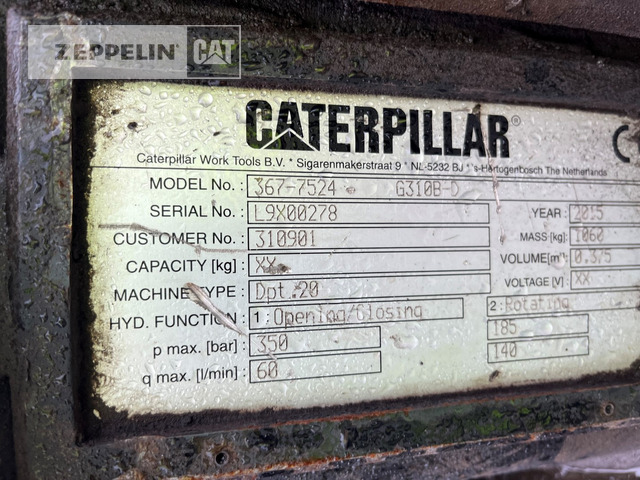 ZEPPELIN CAT
CATERPILLAR®
Caterpillar Work Tools B.V. * Sigarenmakerstraat 9 * NL-5232 BJ * 's-Hertogenbosch The Netherlands
MODEL No. : 367-7524 G310B-D
SERIAL No. : L9X00278 YEAR : 2015
CUSTOMER No. : 310901 MASS [kg] : 1060
CAPACITY [kg] : XX VOLUME [m³] : 0.375
MACHINE TYPE : Dpt.20 VOLTAGE [V] : XX
HYD. FUNCTION : 1 : Opening/Closing 2 : Rotating
p max. [bar] : 350 185
q max. [l/min] : 60 140